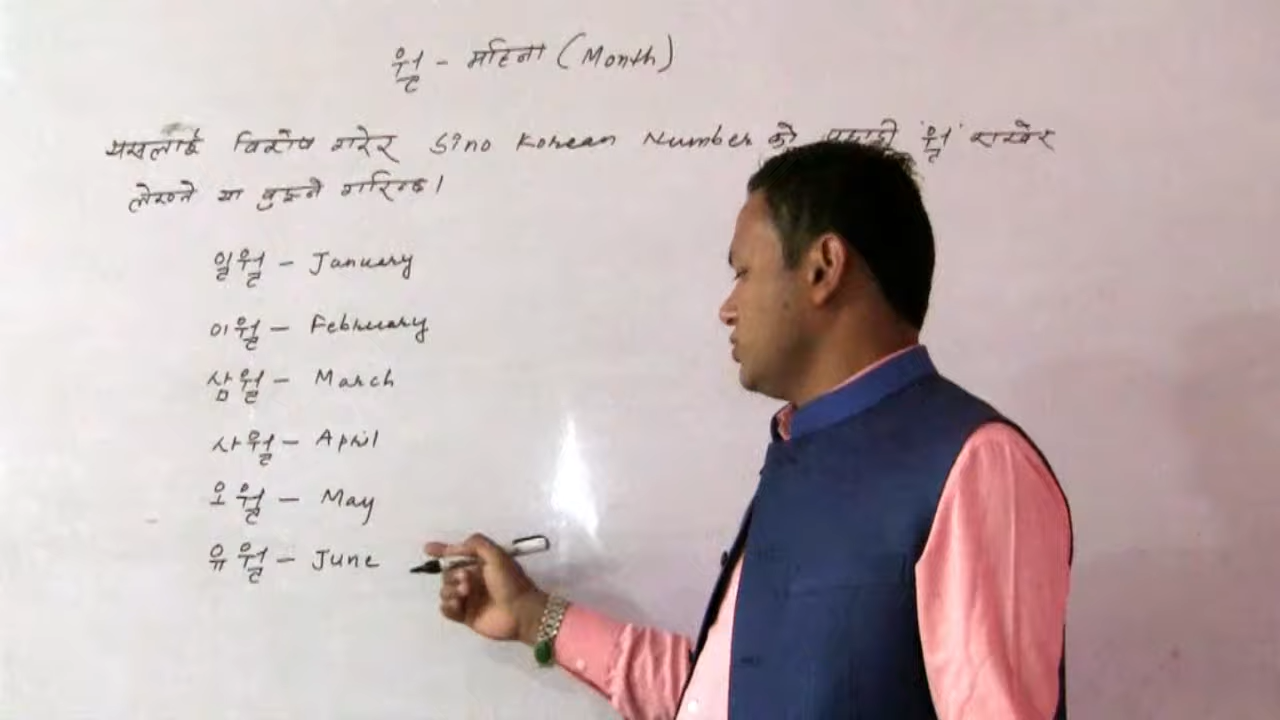 월 - महिना (Month)
यसलाई विशेष गरेर Sino Korean Number को पछाडी '월' राखेर
लेख्ने या बुझ्ने गरिन्छ।
일월 - January
이월 - February
삼월 - March
사월 - April
오월 - May
유월 - June